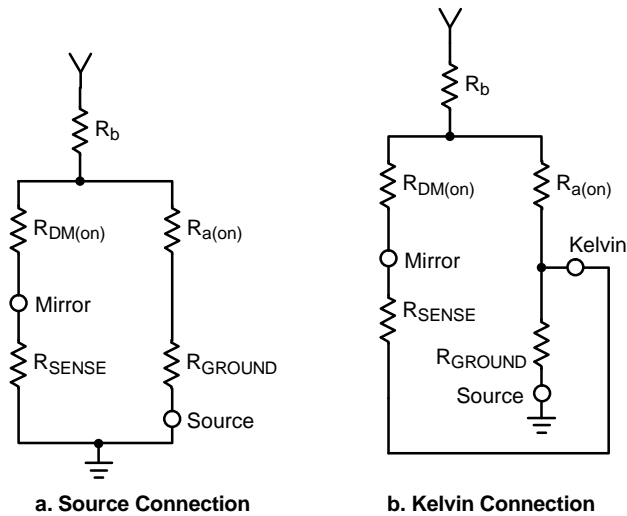 R_b
R_DM(on)
R_a(on)
Mirror
R_SENSE
R_GROUND
Source
a. Source Connection
R_b
R_DM(on)
R_a(on)
Kelvin
Mirror
R_SENSE
R_GROUND
Source
b. Kelvin Connection